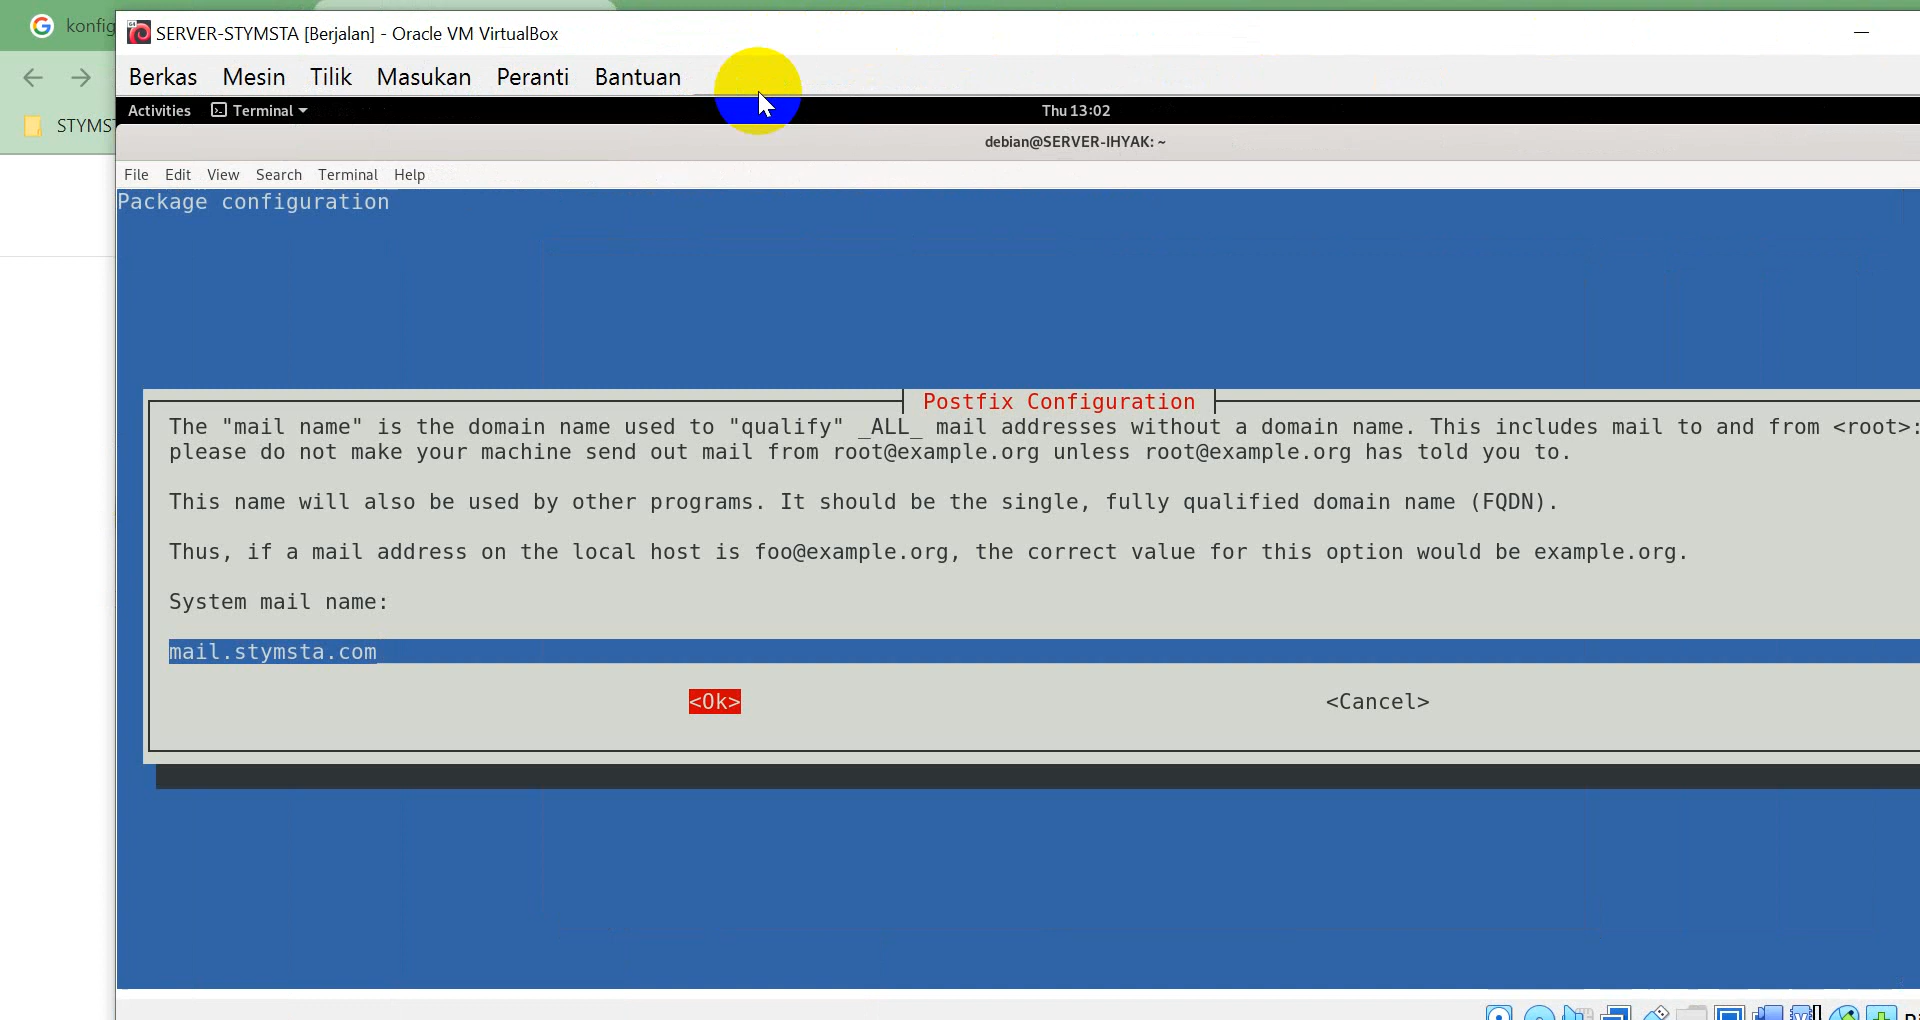 konfig
SERVER-STYMSTA [Berjalan] - Oracle VM VirtualBox
Berkas Mesin Tilik Masukan Peranti Bantuan
Activities Terminal Thu 13:02
STYMST
debian@SERVER-IHYAK: ~
File Edit View Search Terminal Help
Package configuration
Postfix Configuration
The "mail name" is the domain name used to "qualify" _ALL_ mail addresses without a domain name. This includes mail to and from <root>:
please do not make your machine send out mail from root@example.org unless root@example.org has told you to.
This name will also be used by other programs. It should be the single, fully qualified domain name (FQDN).
Thus, if a mail address on the local host is foo@example.org, the correct value for this option would be example.org.
System mail name:
mail.stymsta.com
<Ok> <Cancel>